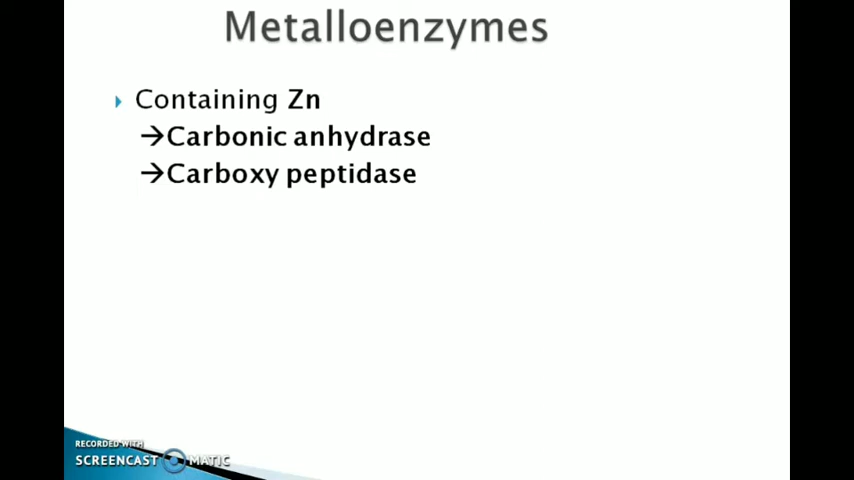 Metalloenzymes
Containing Zn
→Carbonic anhydrase
→Carboxy peptidase
RECORDED WITH
SCREENCAST MATIC